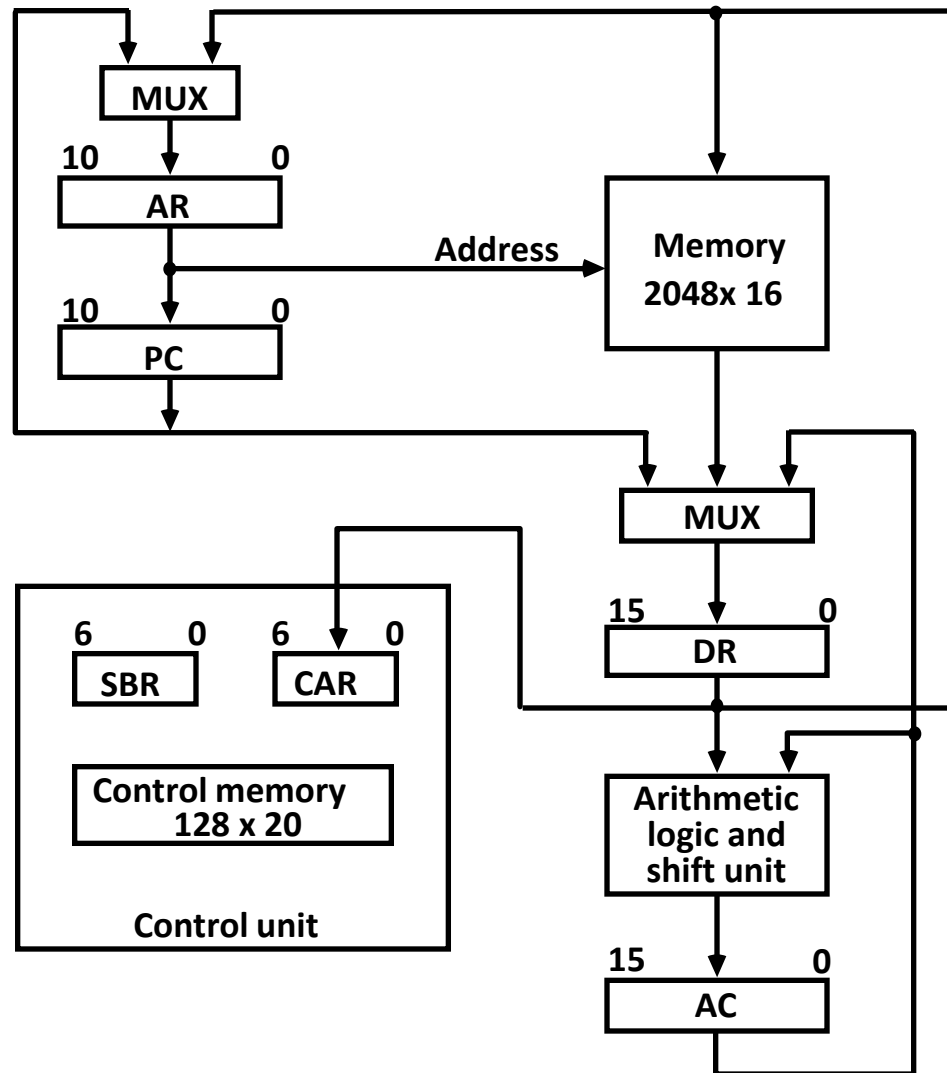 MUX
10 0
AR
Address
Memory
2048x 16
10 0
PC
MUX
15 0
DR
6 0
SBR
6 0
CAR
Control memory
128 x 20
Control unit
Arithmetic
logic and
shift unit
15 0
AC